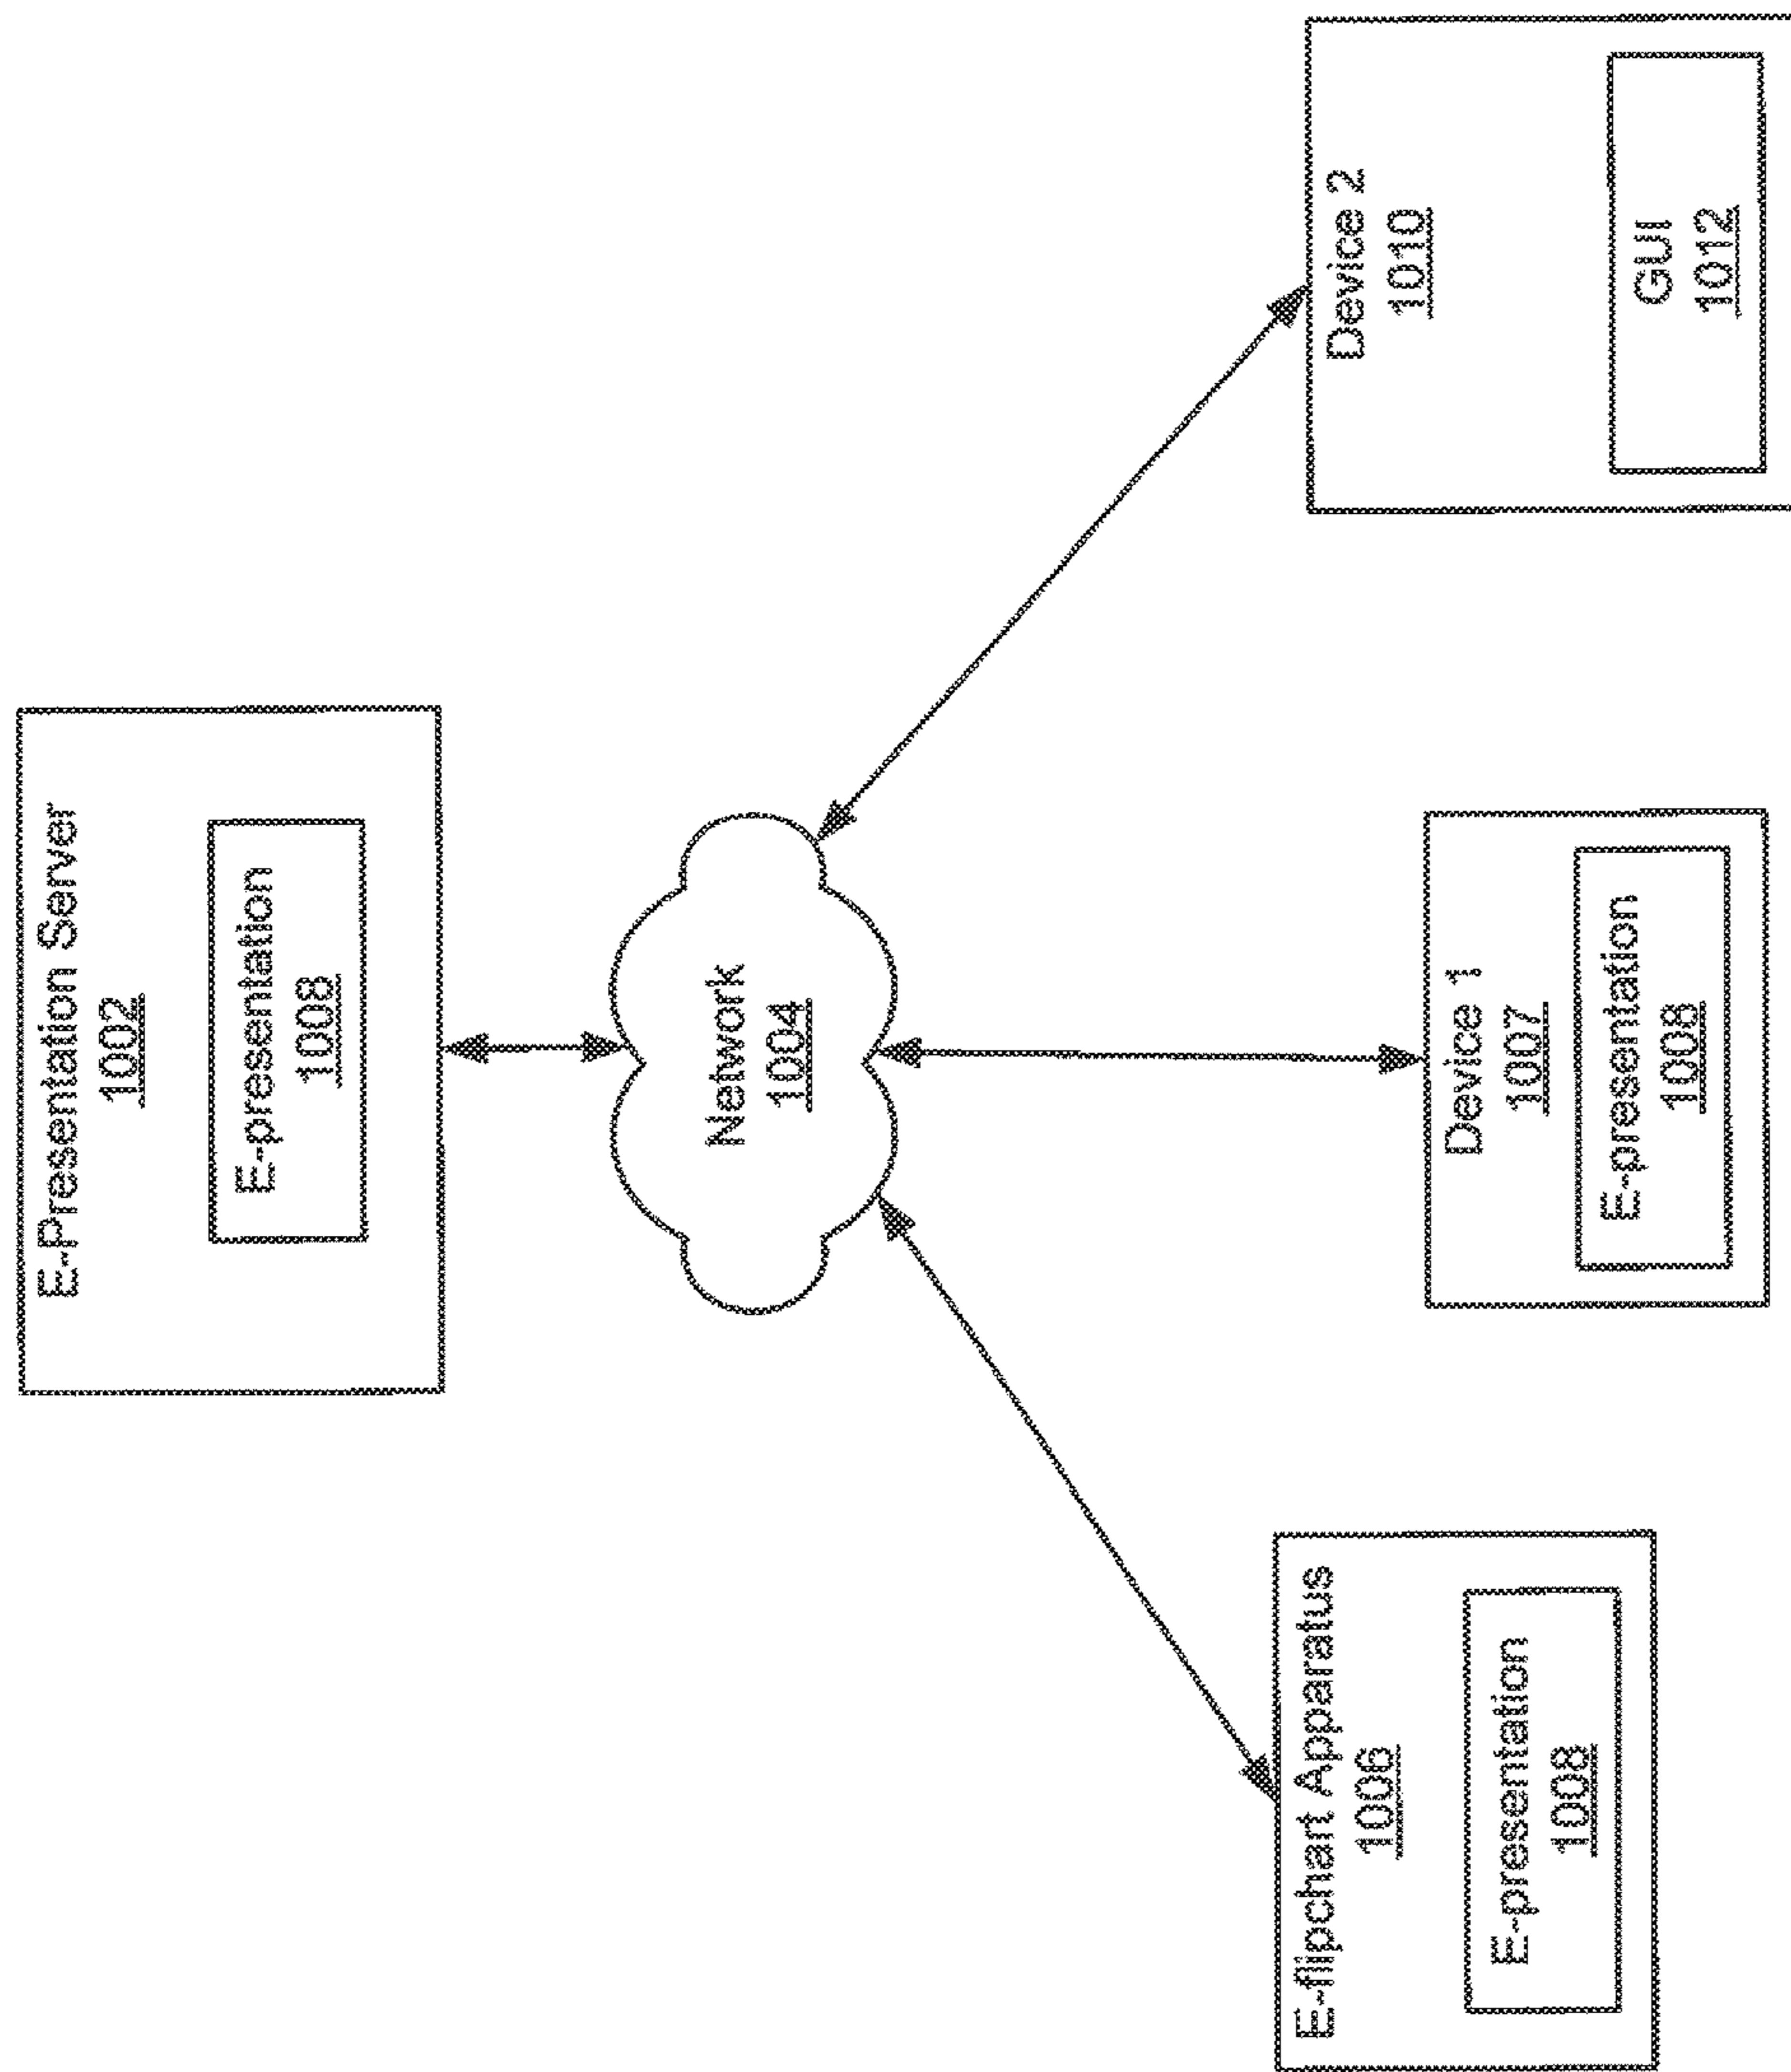 E-Presentation Server
1002
E-presentation
1008
Network
1004
E-flipchart Apparatus
1006
E-presentation
1008
Device 1
1007
E-presentation
1008
Device 2
1010
GUI
1012